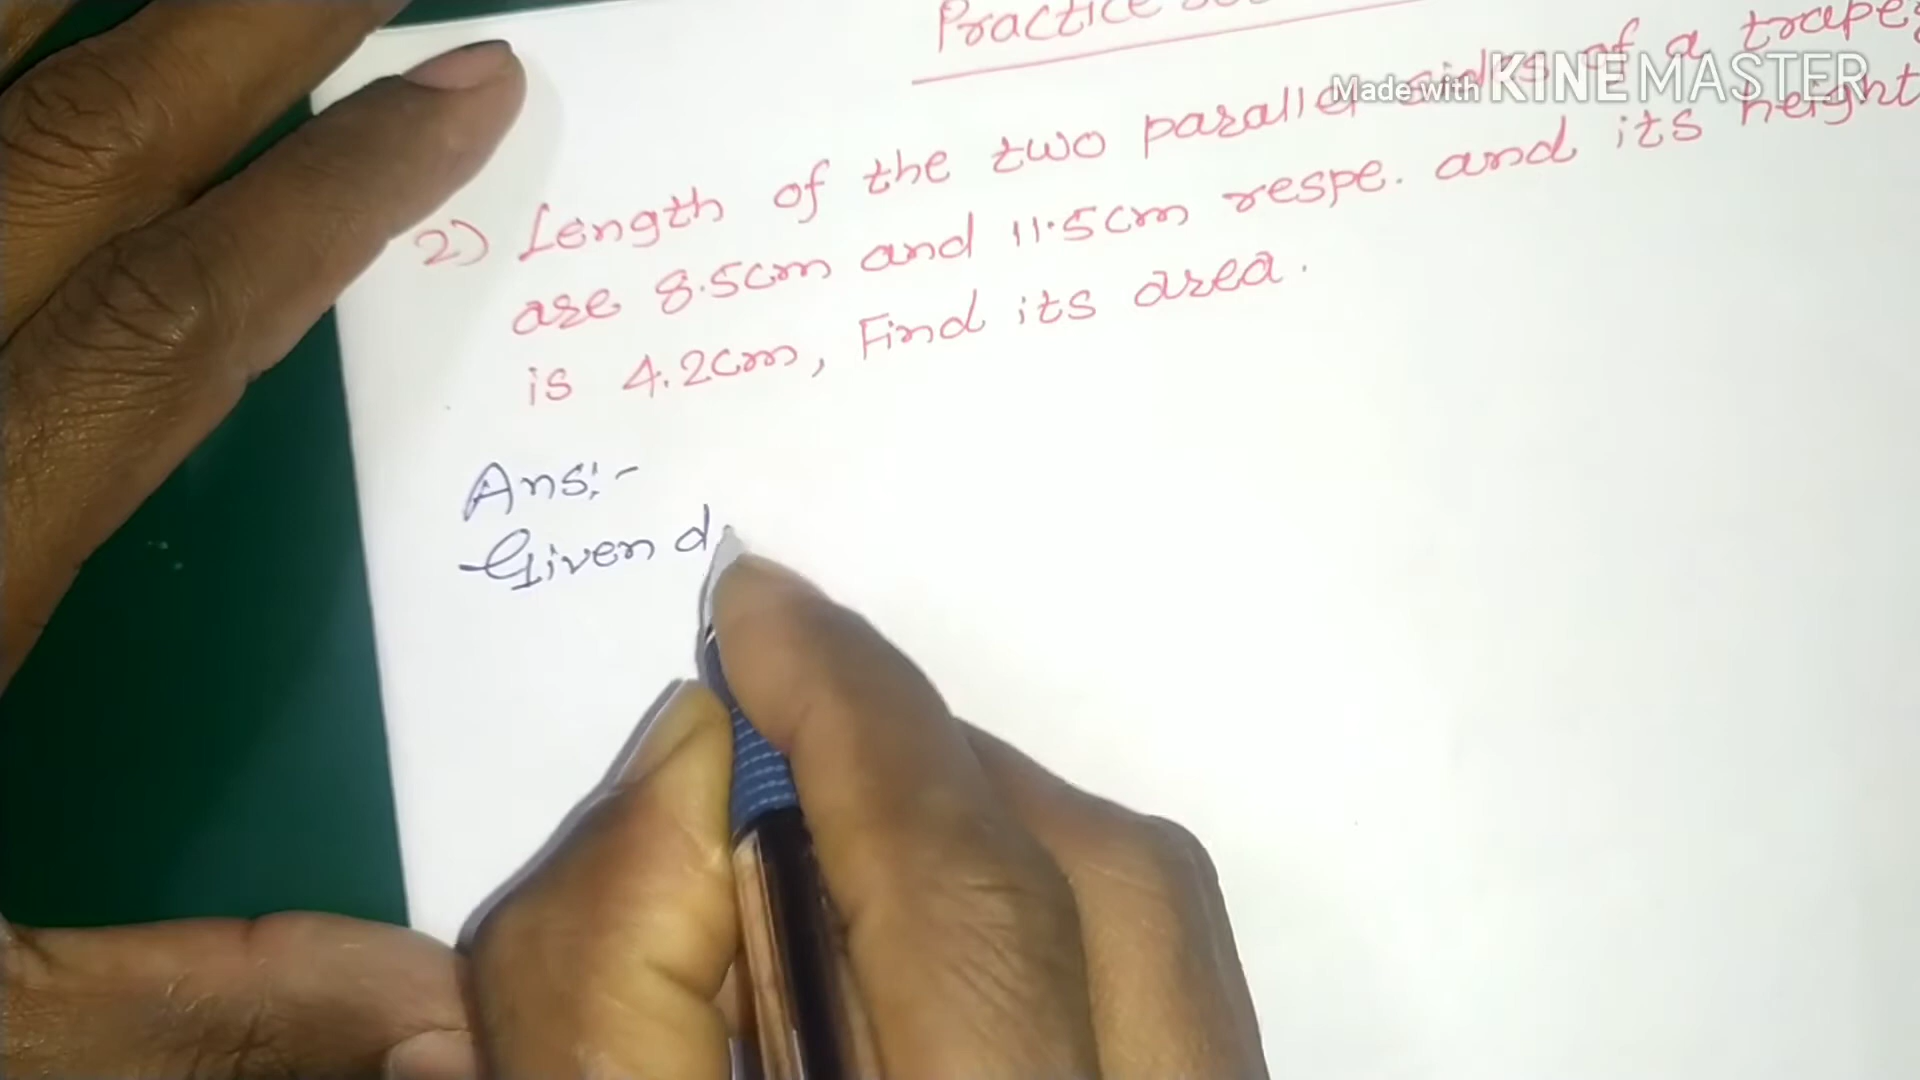 Practice
2) Length of the two parallel sides of a
are 8.5cm and 11.5cm respe. and its height
is 4.2cm, Find its area.
Ans:-
Given d
Made with KINEMASTER